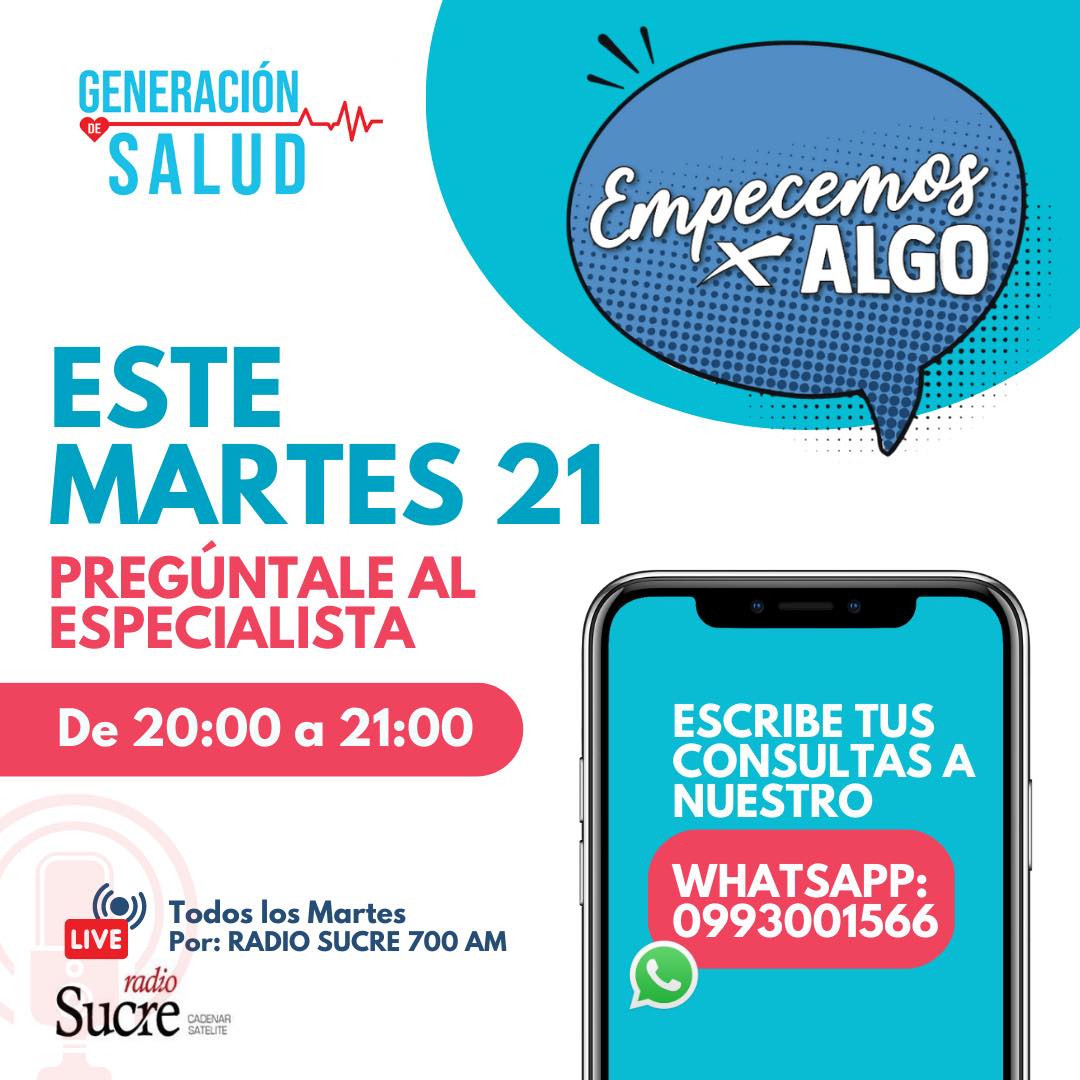 GENERACIÓN
DE
SALUD
Empecemos
X ALGO
ESTE
MARTES 21
PREGÚNTALE AL
ESPECIALISTA
De 20:00 a 21:00
ESCRIBE TUS
CONSULTAS A
NUESTRO
WHATSAPP:
0993001566
LIVE
Todos los Martes
Por: RADIO SUCRE 700 AM
radio
Sucre
CADENAR
SATELITE